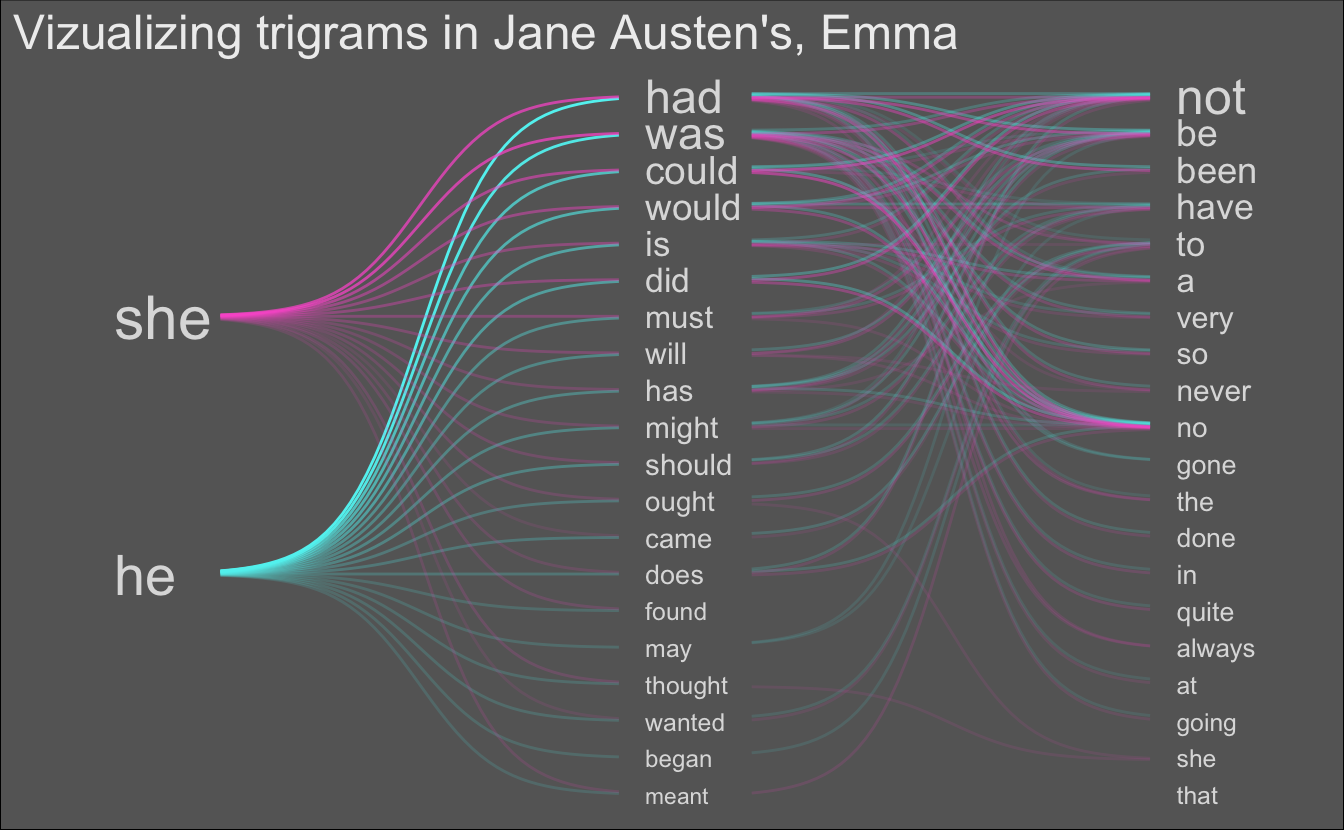 Vizualizing trigrams in Jane Austen's, Emma
she
he
had
was
could
would
is
did
must
will
has
might
should
ought
came
does
found
may
thought
wanted
began
meant
not
be
been
have
to
a
very
so
never
no
gone
the
done
in
quite
always
at
going
she
that